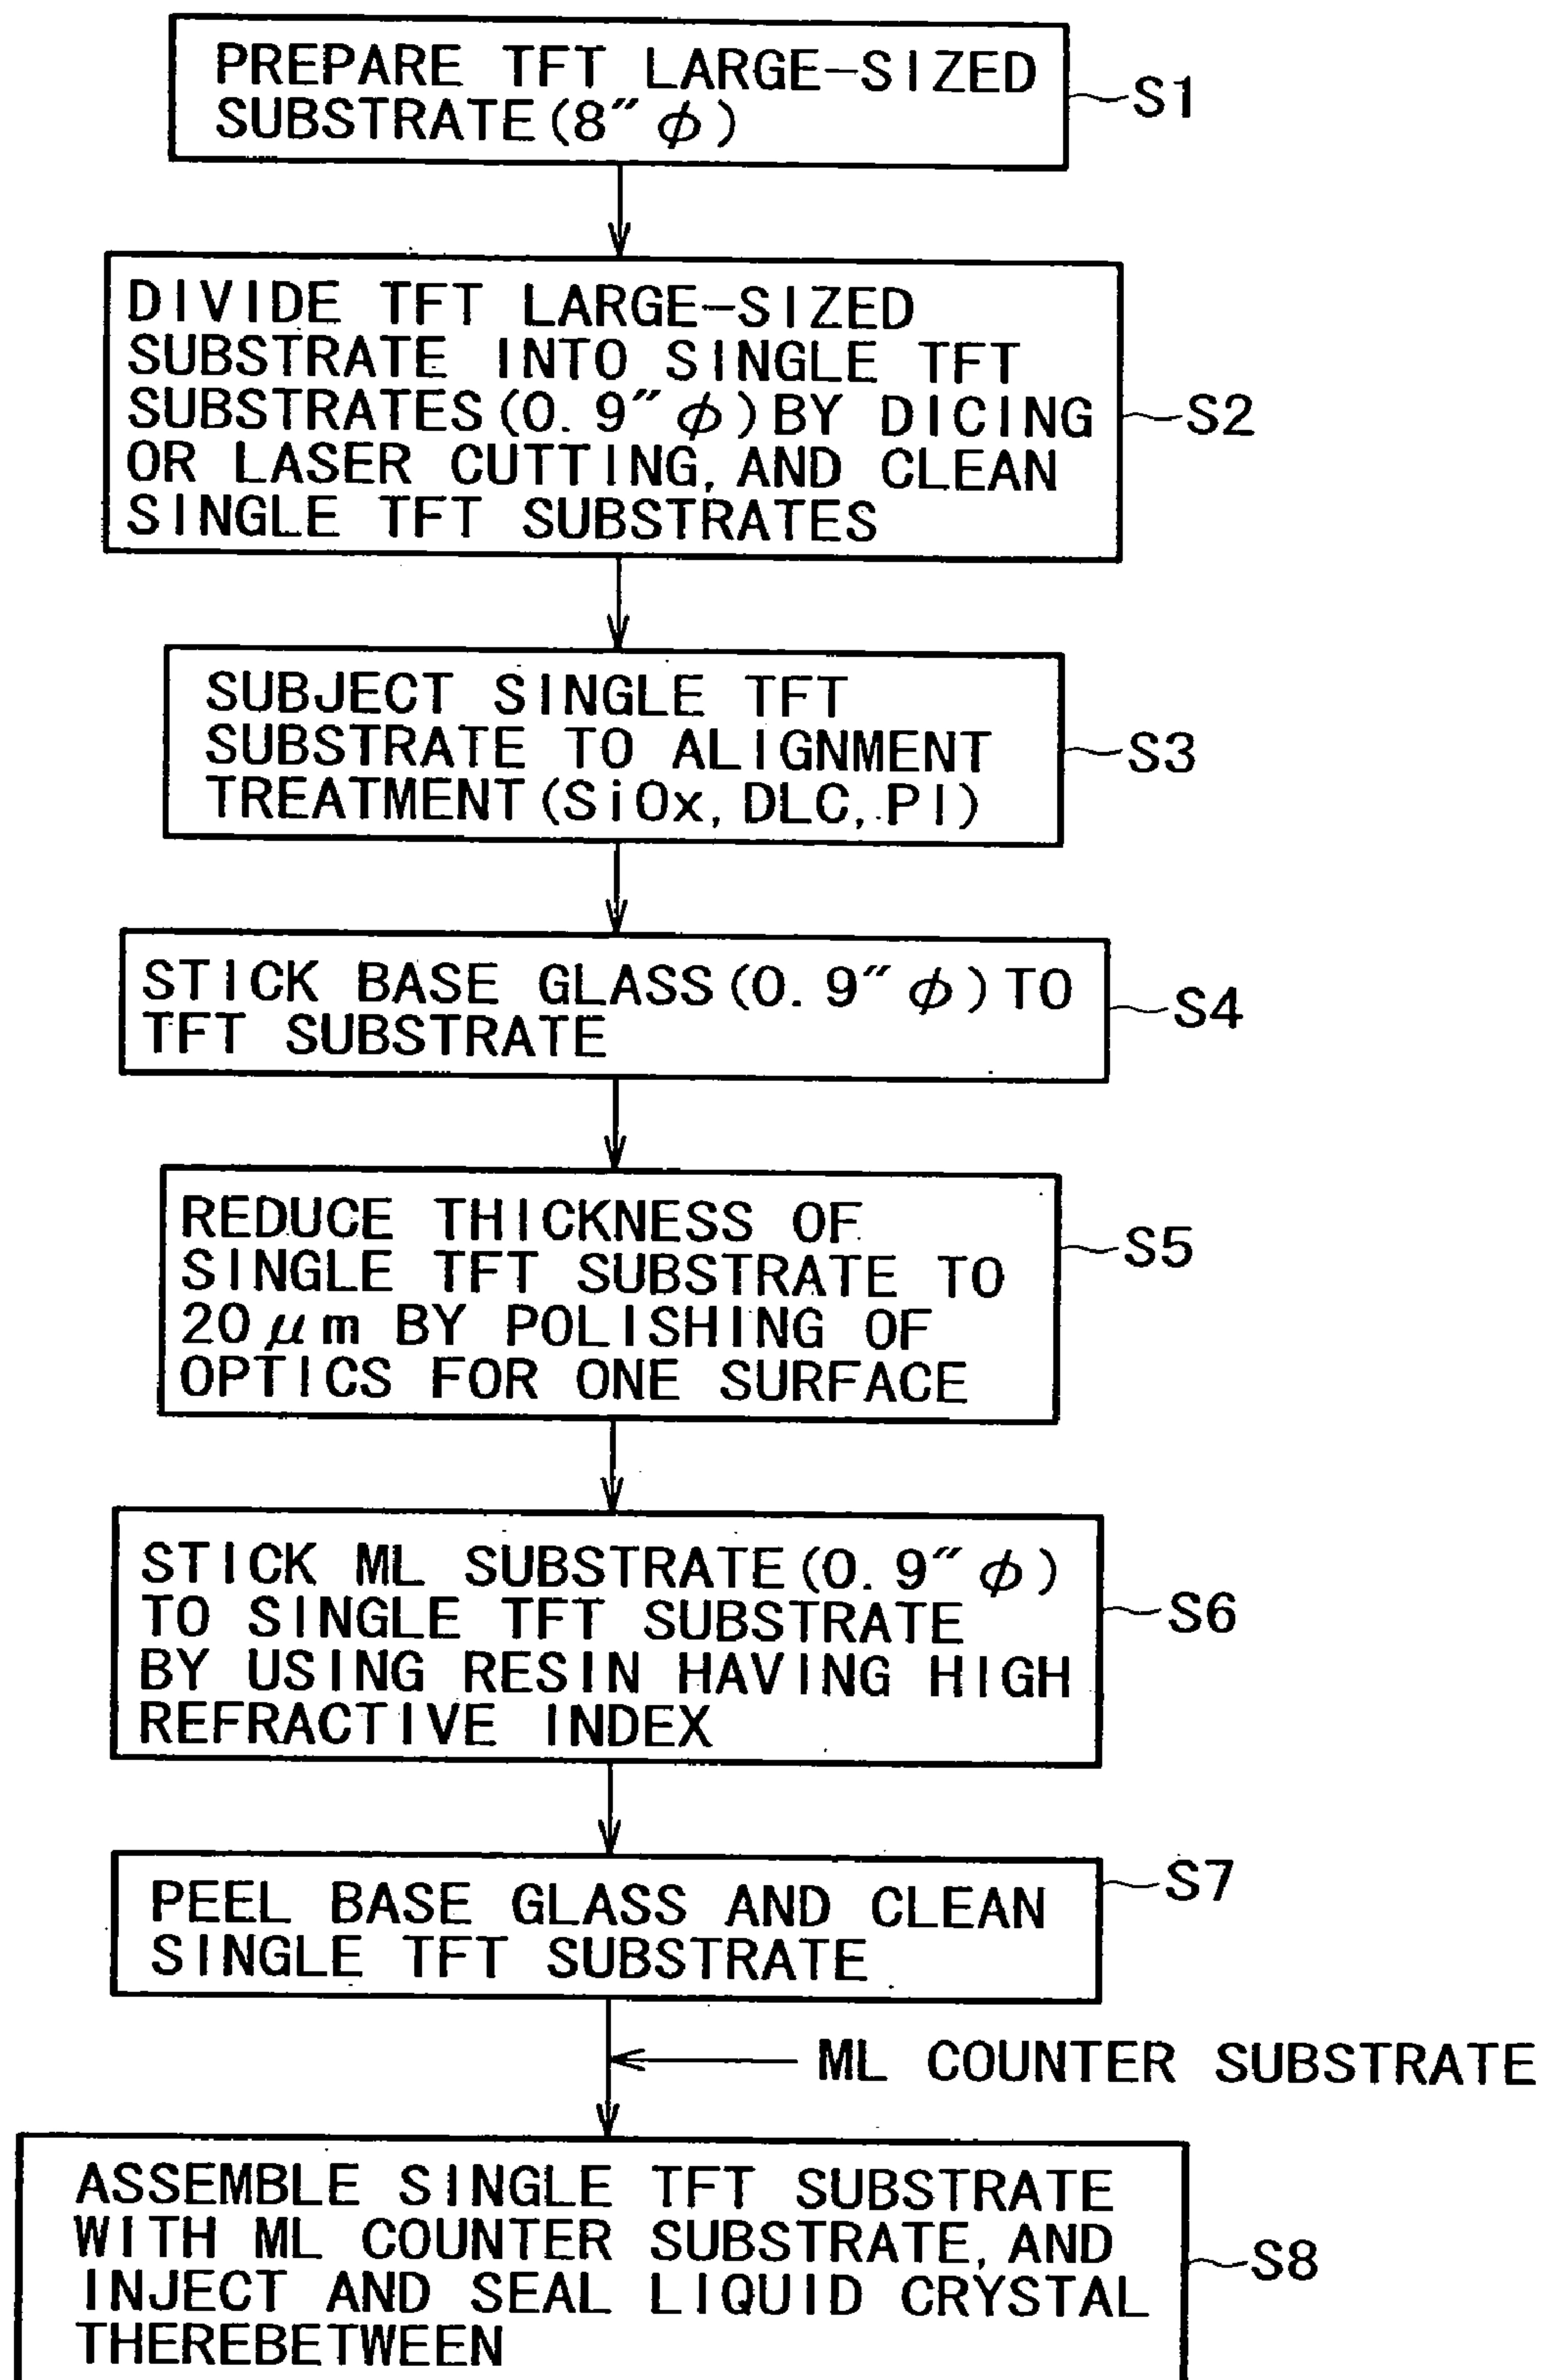 PREPARE TFT LARGE-SIZED
SUBSTRATE(8″φ)
S1
DIVIDE TFT LARGE-SIZED
SUBSTRATE INTO SINGLE TFT
SUBSTRATES(0.9″φ)BY DICING
OR LASER CUTTING, AND CLEAN
SINGLE TFT SUBSTRATES
S2
SUBJECT SINGLE TFT
SUBSTRATE TO ALIGNMENT
TREATMENT(SiOx, DLC, PI)
S3
STICK BASE GLASS(0.9″φ)TO
TFT SUBSTRATE
S4
REDUCE THICKNESS OF
SINGLE TFT SUBSTRATE TO
20μm BY POLISHING OF
OPTICS FOR ONE SURFACE
S5
STICK ML SUBSTRATE(0.9″φ)
TO SINGLE TFT SUBSTRATE
BY USING RESIN HAVING HIGH
REFRACTIVE INDEX
S6
PEEL BASE GLASS AND CLEAN
SINGLE TFT SUBSTRATE
S7
ML COUNTER SUBSTRATE
ASSEMBLE SINGLE TFT SUBSTRATE
WITH ML COUNTER SUBSTRATE, AND
INJECT AND SEAL LIQUID CRYSTAL
THEREBETWEEN
S8